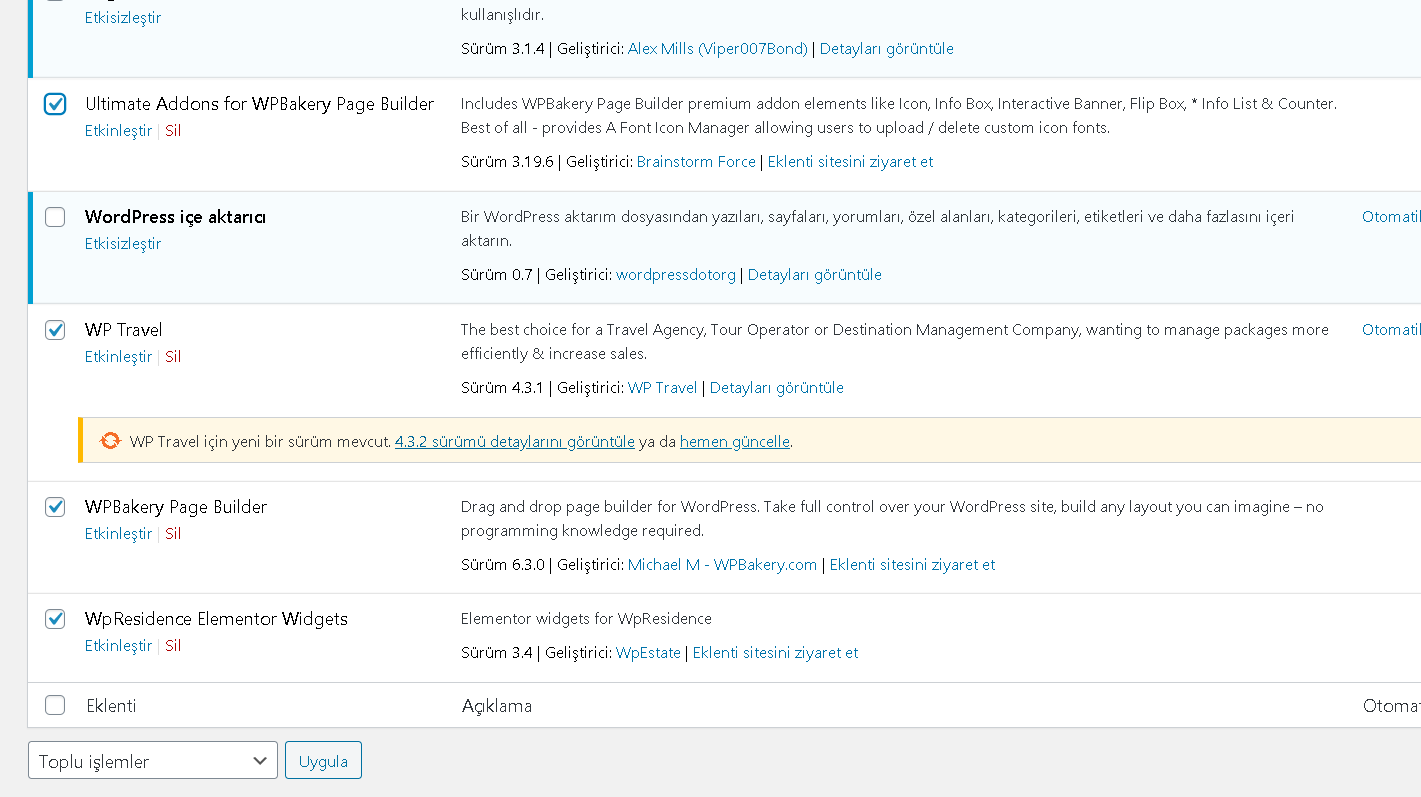 Etkisizleştir
kullanışlıdır.
Sürüm 3.1.4 | Geliştirici: Alex Mills (Viper007Bond) | Detayları görüntüle
Ultimate Addons for WPBakery Page Builder
Etkinleştir | Sil
Includes WPBakery Page Builder premium addon elements like Icon, Info Box, Interactive Banner, Flip Box, * Info List & Counter.
Best of all - provides A Font Icon Manager allowing users to upload / delete custom icon fonts.
Sürüm 3.19.6 | Geliştirici: Brainstorm Force | Eklenti sitesini ziyaret et
WordPress içe aktarıcı
Etkisizleştir
Bir WordPress aktarım dosyasından yazıları, sayfaları, yorumları, özel alanları, kategorileri, etiketleri ve daha fazlasını içeri
aktarın.
Sürüm 0.7 | Geliştirici: wordpressdotorg | Detayları görüntüle
Otomatil
WP Travel
Etkinleştir | Sil
The best choice for a Travel Agency, Tour Operator or Destination Management Company, wanting to manage packages more
efficiently & increase sales.
Sürüm 4.3.1 | Geliştirici: WP Travel | Detayları görüntüle
Otomatil
WP Travel için yeni bir sürüm mevcut. 4.3.2 sürümü detaylarını görüntüle ya da hemen güncelle.
WPBakery Page Builder
Etkinleştir | Sil
Drag and drop page builder for WordPress. Take full control over your WordPress site, build any layout you can imagine – no
programming knowledge required.
Sürüm 6.3.0 | Geliştirici: Michael M - WPBakery.com | Eklenti sitesini ziyaret et
WpResidence Elementor Widgets
Etkinleştir | Sil
Elementor widgets for WpResidence
Sürüm 3.4 | Geliştirici: WpEstate | Eklenti sitesini ziyaret et
Eklenti
Açıklama
Otomat
Toplu işlemler
Uygula